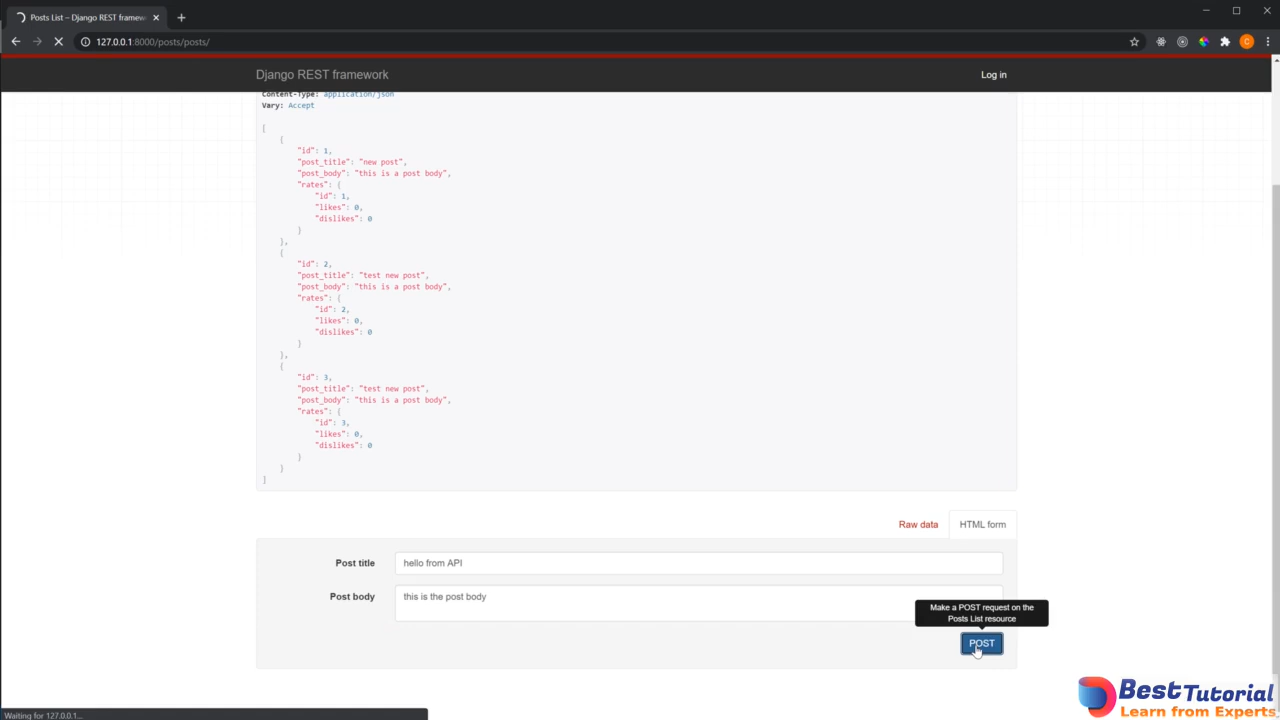 Posts List – Django REST framew
127.0.0.1:8000/posts/posts/
C
Django REST framework
Log in
Content-Type: application/json
Vary: Accept
[
{
"id": 1,
"post_title": "new post",
"post_body": "this is a post body",
"rates": {
"id": 1,
"likes": 0,
"dislikes": 0
}
},
{
"id": 2,
"post_title": "test new post",
"post_body": "this is a post body",
"rates": {
"id": 2,
"likes": 0,
"dislikes": 0
}
},
{
"id": 3,
"post_title": "test new post",
"post_body": "this is a post body",
"rates": {
"id": 3,
"likes": 0,
"dislikes": 0
}
}
]
Raw data HTML form
Post title hello from API
Post body this is the post body
Make a POST request on the
Posts List resource
POST
Waiting for 127.0.0.1...
BestTutorial
Learn from Experts